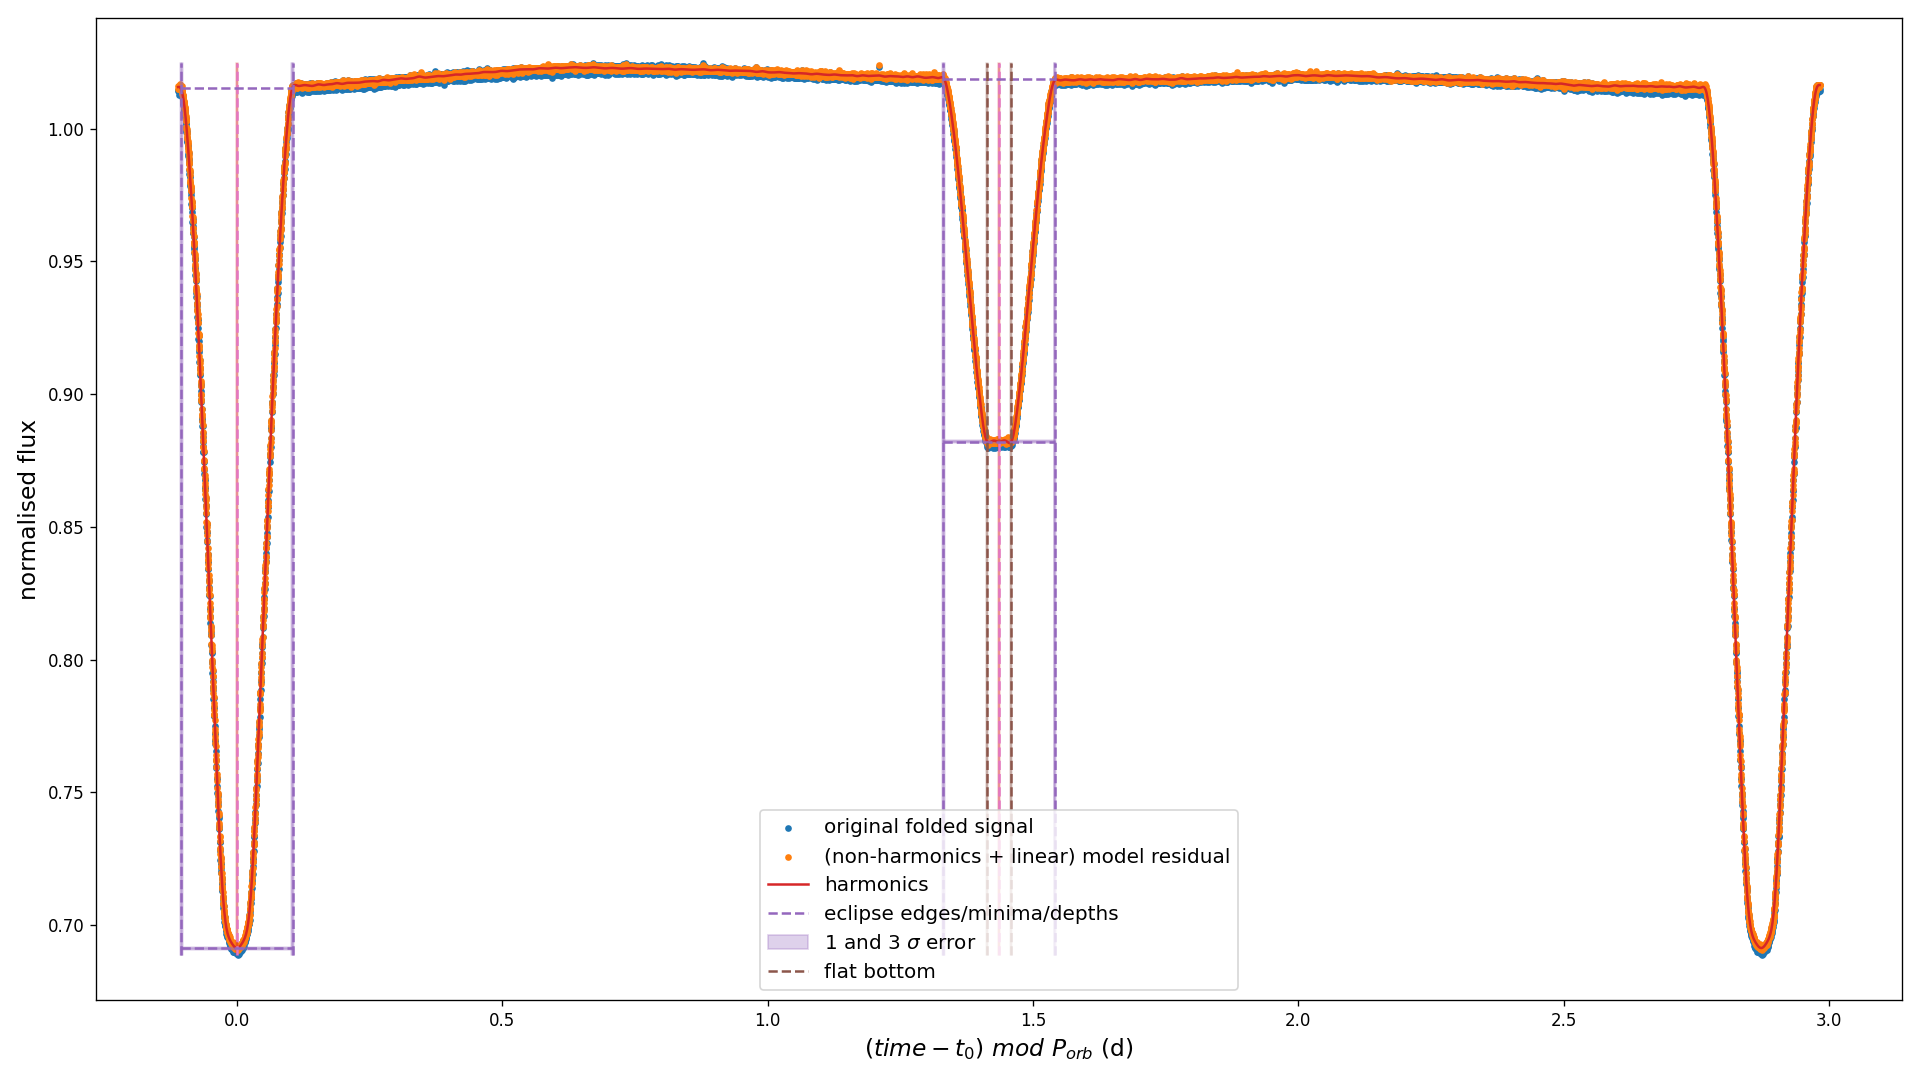 normalised flux
1.00
0.95
0.90
0.85
0.80
0.75
0.70
original folded signal
(non-harmonics + linear) model residual
harmonics
eclipse edges/minima/depths
1 and 3 σ error
flat bottom
0.0 0.5 1.0 1.5 2.0 2.5 3.0
(time − t₀) mod Pₒᵣb (d)